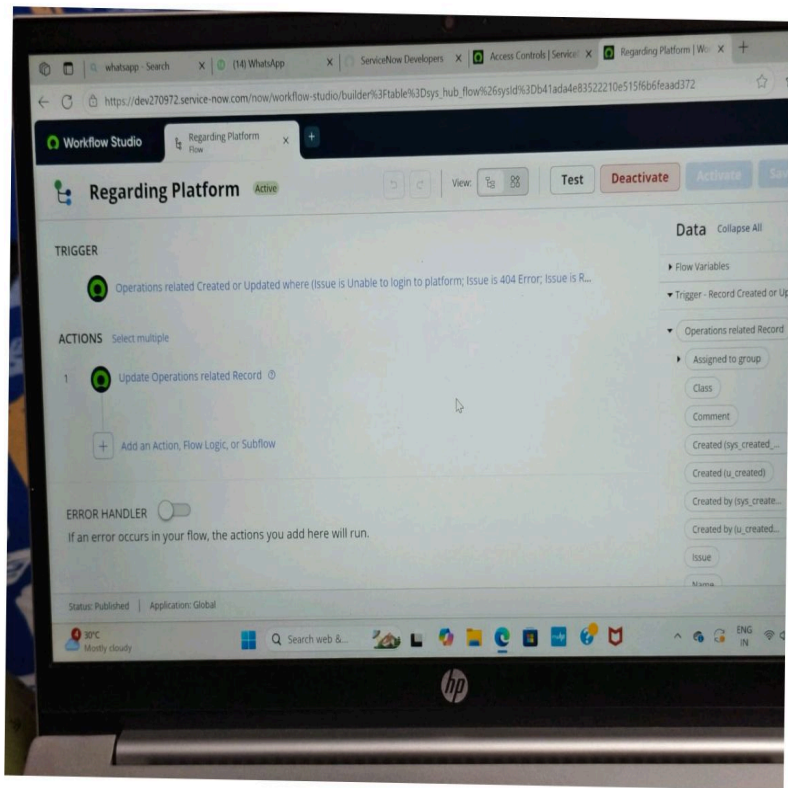 whatsapp - Search
(14) WhatsApp
ServiceNow Developers
Access Controls | Service
Regarding Platform | Wo
https://dev270972.service-now.com/now/workflow-studio/builder%3Ftable%3Dsys_hub_flow%26sysId%3Db41ada4e83522210e515f6b6feaad372
Workflow Studio
Regarding Platform
Flow
Regarding Platform
Active
View:
Test
Deactivate
Activate
Sav
TRIGGER
Operations related Created or Updated where (Issue is Unable to login to platform; Issue is 404 Error; Issue is R...
ACTIONS Select multiple
1 Update Operations related Record
Add an Action, Flow Logic, or Subflow
ERROR HANDLER
If an error occurs in your flow, the actions you add here will run.
Data Collapse All
Flow Variables
Trigger - Record Created or Up
Operations related Record
Assigned to group
Class
Comment
Created (sys_created_...
Created (u_created)
Created by (sys_create...
Created by (u_created...
Issue
Name
Status: Published | Application: Global
30°C
Mostly cloudy
Search web &...
ENG
IN
hp